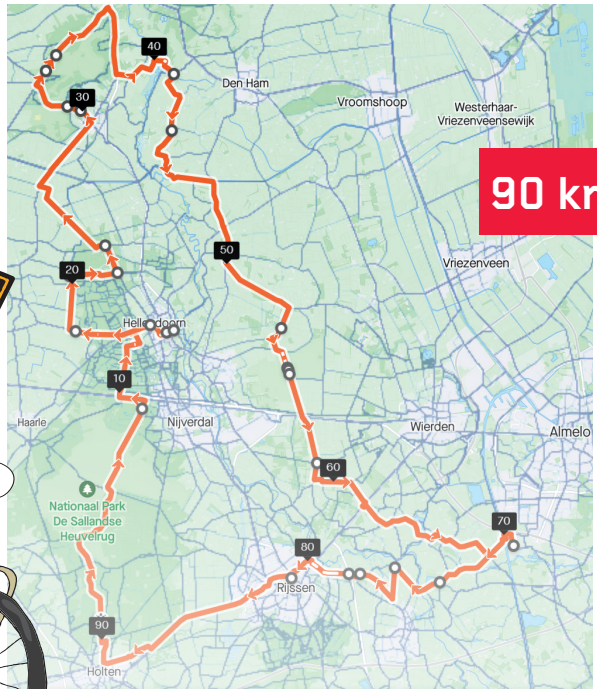 40
Den Ham
30
Vroomshoop
Westerhaar-
Vriezenveensewijk
90 km
50
Vriezenveen
20
Hellendoorn
10
Haarle
Nijverdal
Wierden
Almelo
60
Nationaal Park
De Sallandse
Heuvelrug
70
80
Rijssen
90
Holten